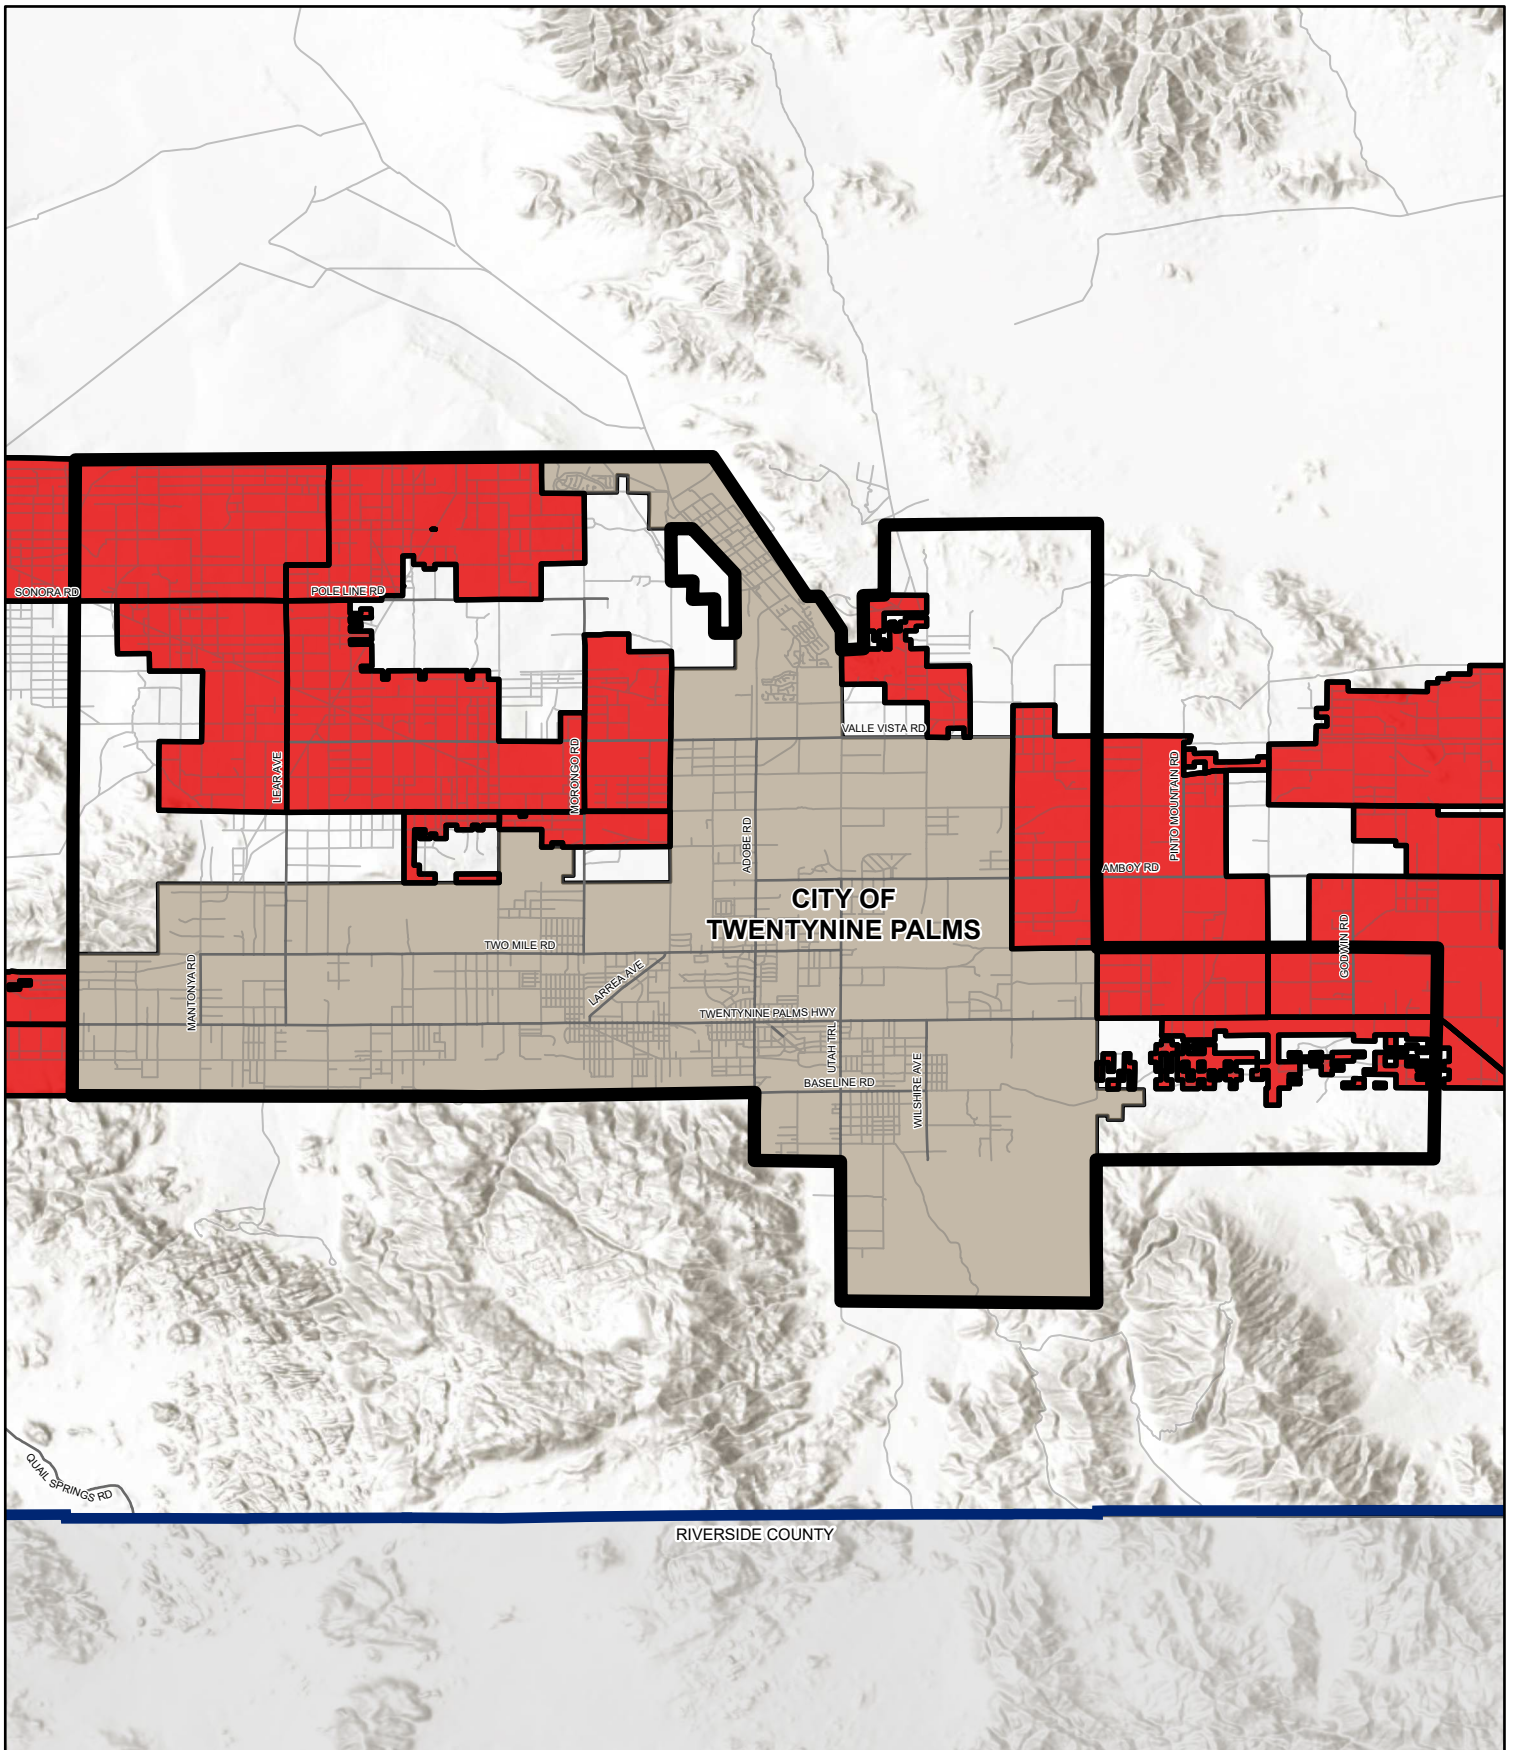 SONORA RD
POLE LINE RD
VALLE VISTA RD
LEAR AVE
MORONGO RD
PINTO MOUNTAIN RD
ADOBE RD
AMBOY RD
CITY OF
TWENTYNINE PALMS
GODWIN RD
TWO MILE RD
MANTONYA RD
LARREA AVE
TWENTYNINE PALMS HWY
UTAH TRL
BASELINE RD
WILSHIRE AVE
QUAIL SPRINGS RD
RIVERSIDE COUNTY